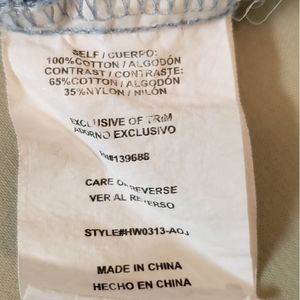 SELF / CUERPO:
100%COTTON / ALGODÓN
CONTRAST / CONTRASTE:
65%COTTON / ALGODÓN
35%NYLON / NILÓN
EXCLUSIVE OF TRIM
ADORNO EXCLUSIVO
RN#139688
CARE ON REVERSE
VER AL REVERSO
STYLE#HW0313-AOJ
MADE IN CHINA
HECHO EN CHINA